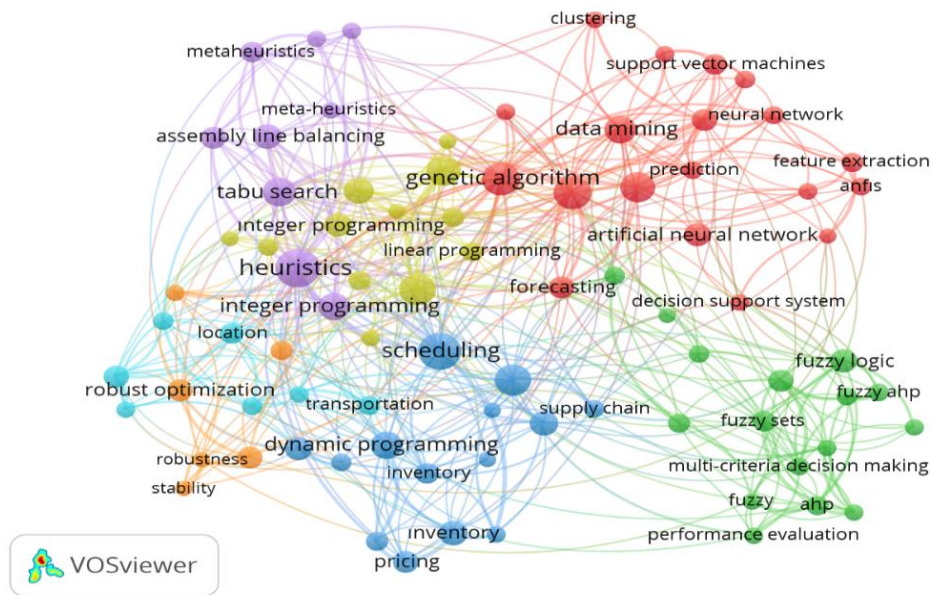 clustering
metaheuristics
support vector machines
meta-heuristics
neural network
assembly line balancing
data mining
feature extraction
prediction
genetic algorithm
anfis
tabu search
integer programming
artificial neural network
linear programming
heuristics
forecasting
decision support system
integer programming
location
scheduling
fuzzy logic
robust optimization
fuzzy ahp
transportation
supply chain
fuzzy sets
dynamic programming
robustness
multi-criteria decision making
inventory
stability
fuzzy
ahp
inventory
performance evaluation
pricing
VOSviewer